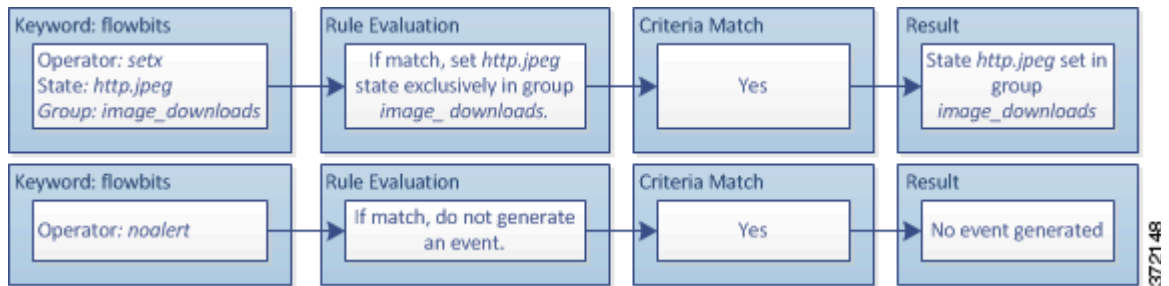 Keyword: flowbits
Operator: setx
State: http.jpeg
Group: image_downloads
Rule Evaluation
If match, set http.jpeg
state exclusively in group
image_ downloads.
Criteria Match
Yes
Result
State http.jpeg set in
group
image_downloads
Keyword: flowbits
Operator: noalert
Rule Evaluation
If match, do not generate
an event.
Criteria Match
Yes
Result
No event generated
372148